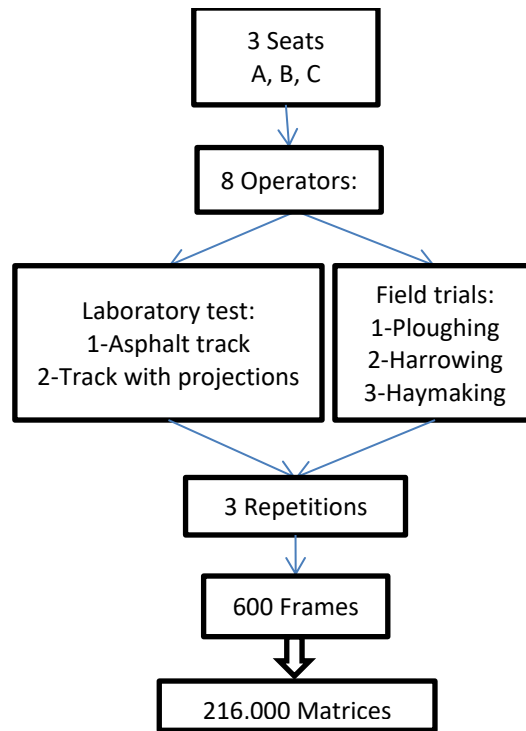 3 Seats
A, B, C
8 Operators:
Laboratory test:
1-Asphalt track
2-Track with projections
Field trials:
1-Ploughing
2-Harrowing
3-Haymaking
3 Repetitions
600 Frames
216.000 Matrices